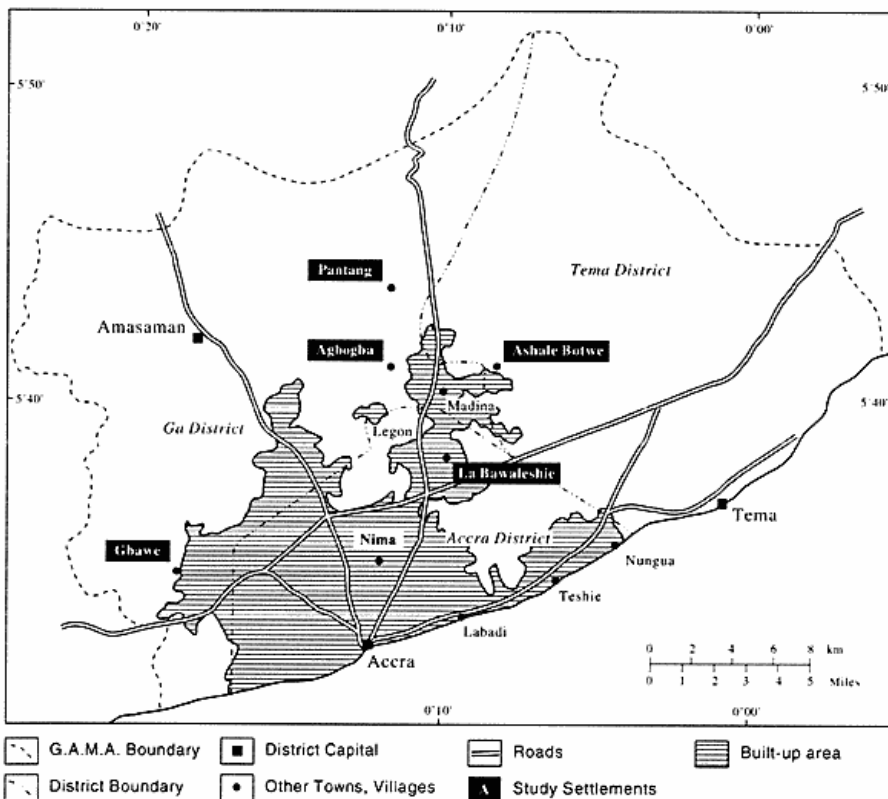 0°20' 0°10' 0°00'
5°50' 5°50'
Pantang
Tema District
Amasaman
Agbogba Ashale Botwe
5°40' 5°40'
Madina
Ga District Legon
La Bawaleshie
Tema
Gbawe Nima Accra District
Nungua
Teshie
Labadi
Accra
0 2 4 6 8 km
0 1 2 3 4 5 Miles
0°10' 0°00'
G.A.M.A. Boundary District Capital Roads Built-up area
District Boundary Other Towns, Villages A Study Settlements